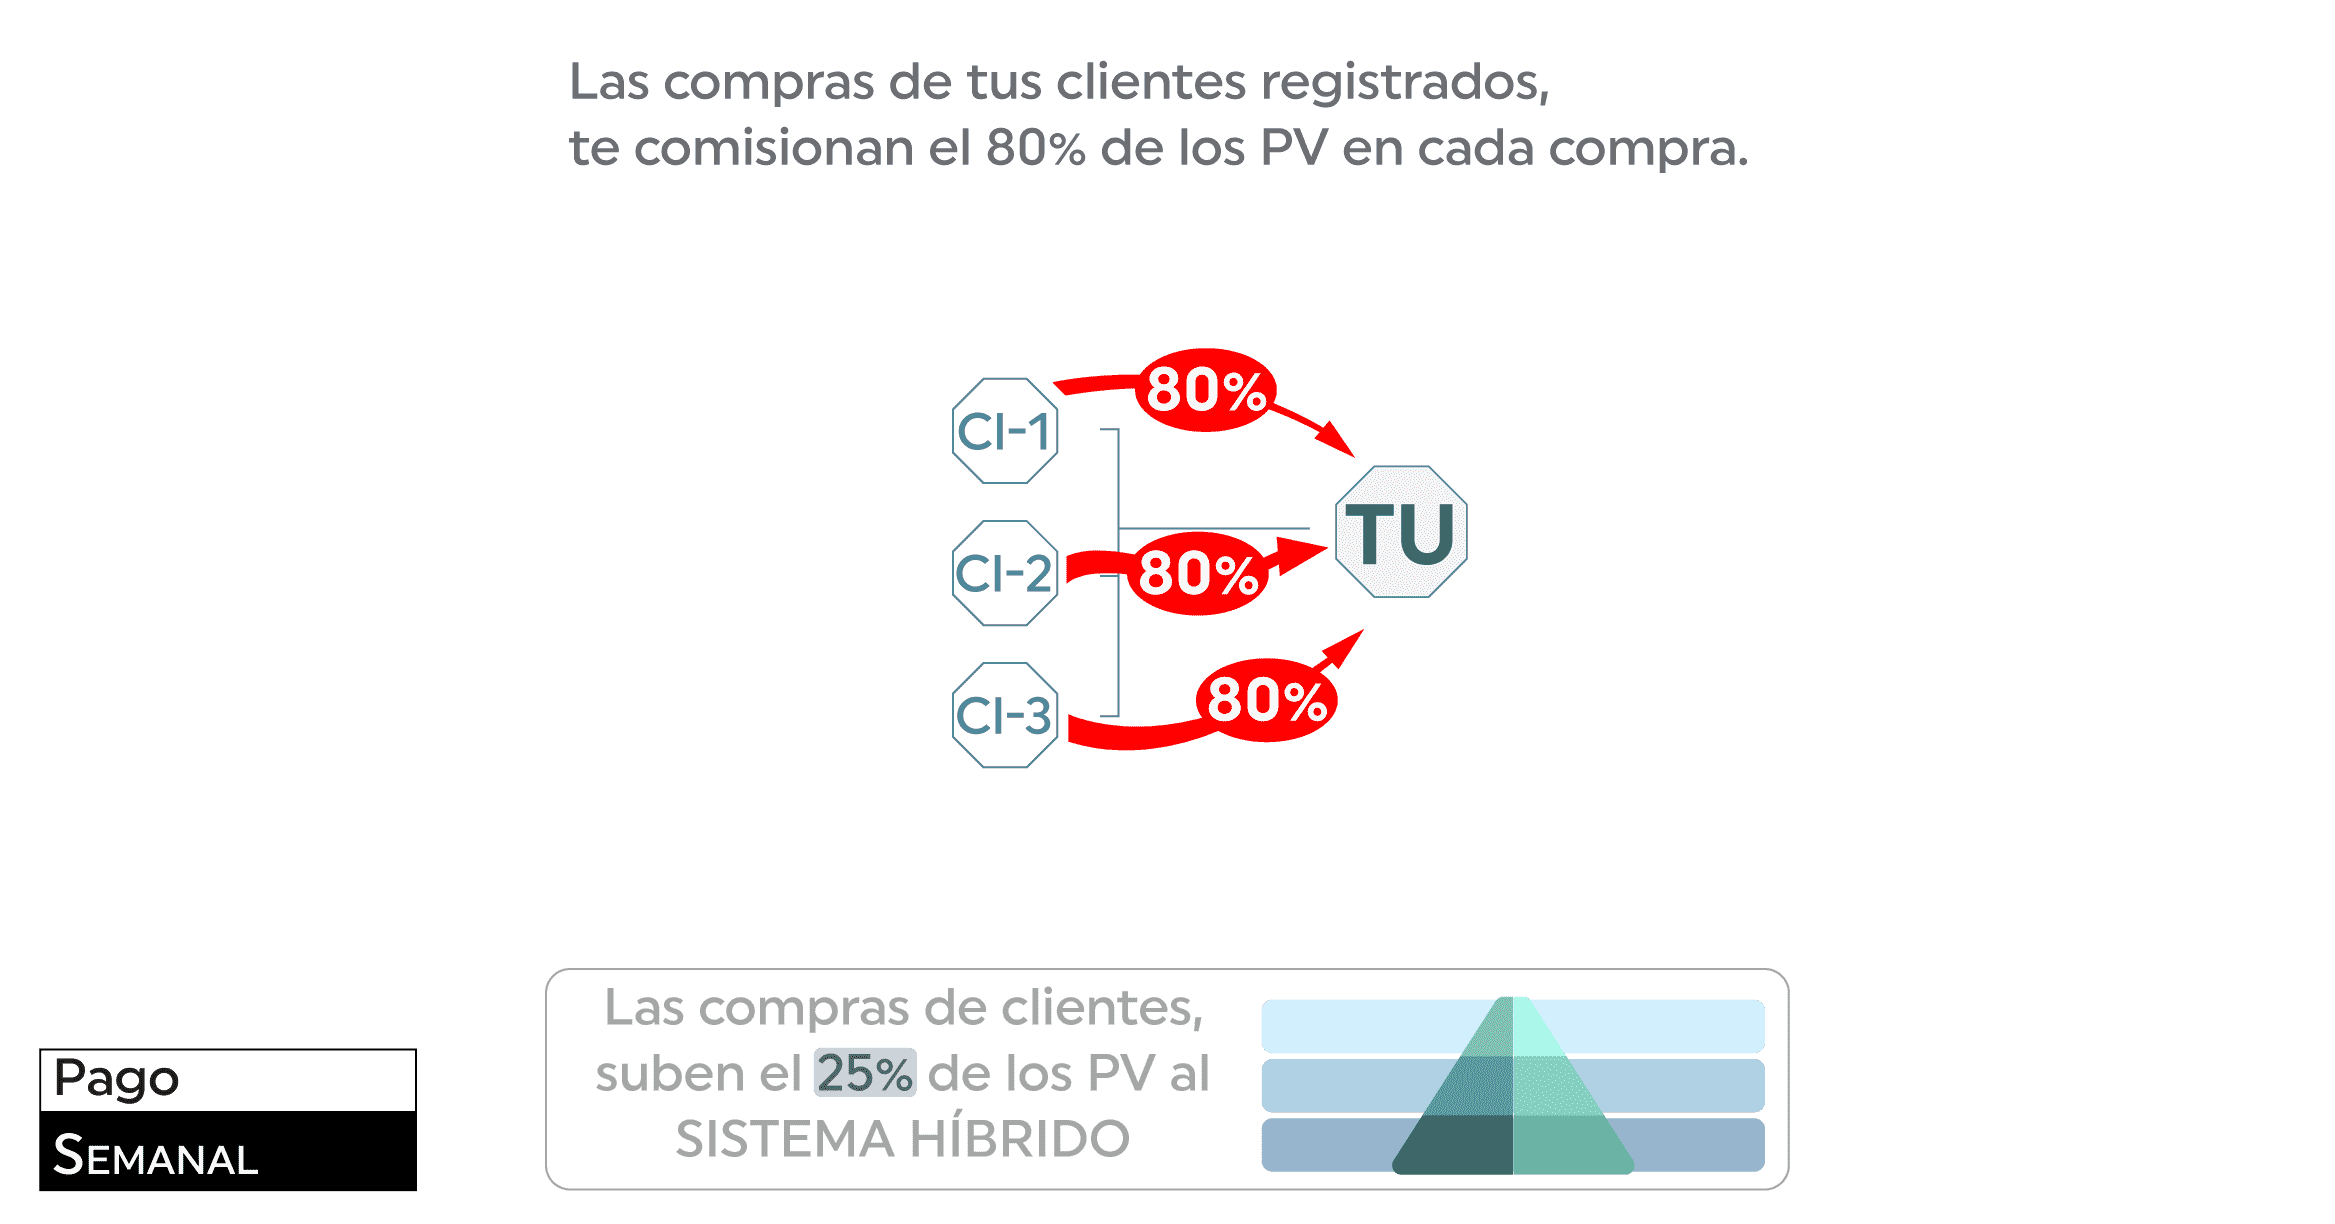 Las compras de tus clientes registrados,
te comisionan el 80% de los PV en cada compra.
80%
CI-1
TU
CI-2
80%
CI-3
80%
Las compras de clientes,
suben el 25% de los PV al
SISTEMA HÍBRIDO
Pago
SEMANAL